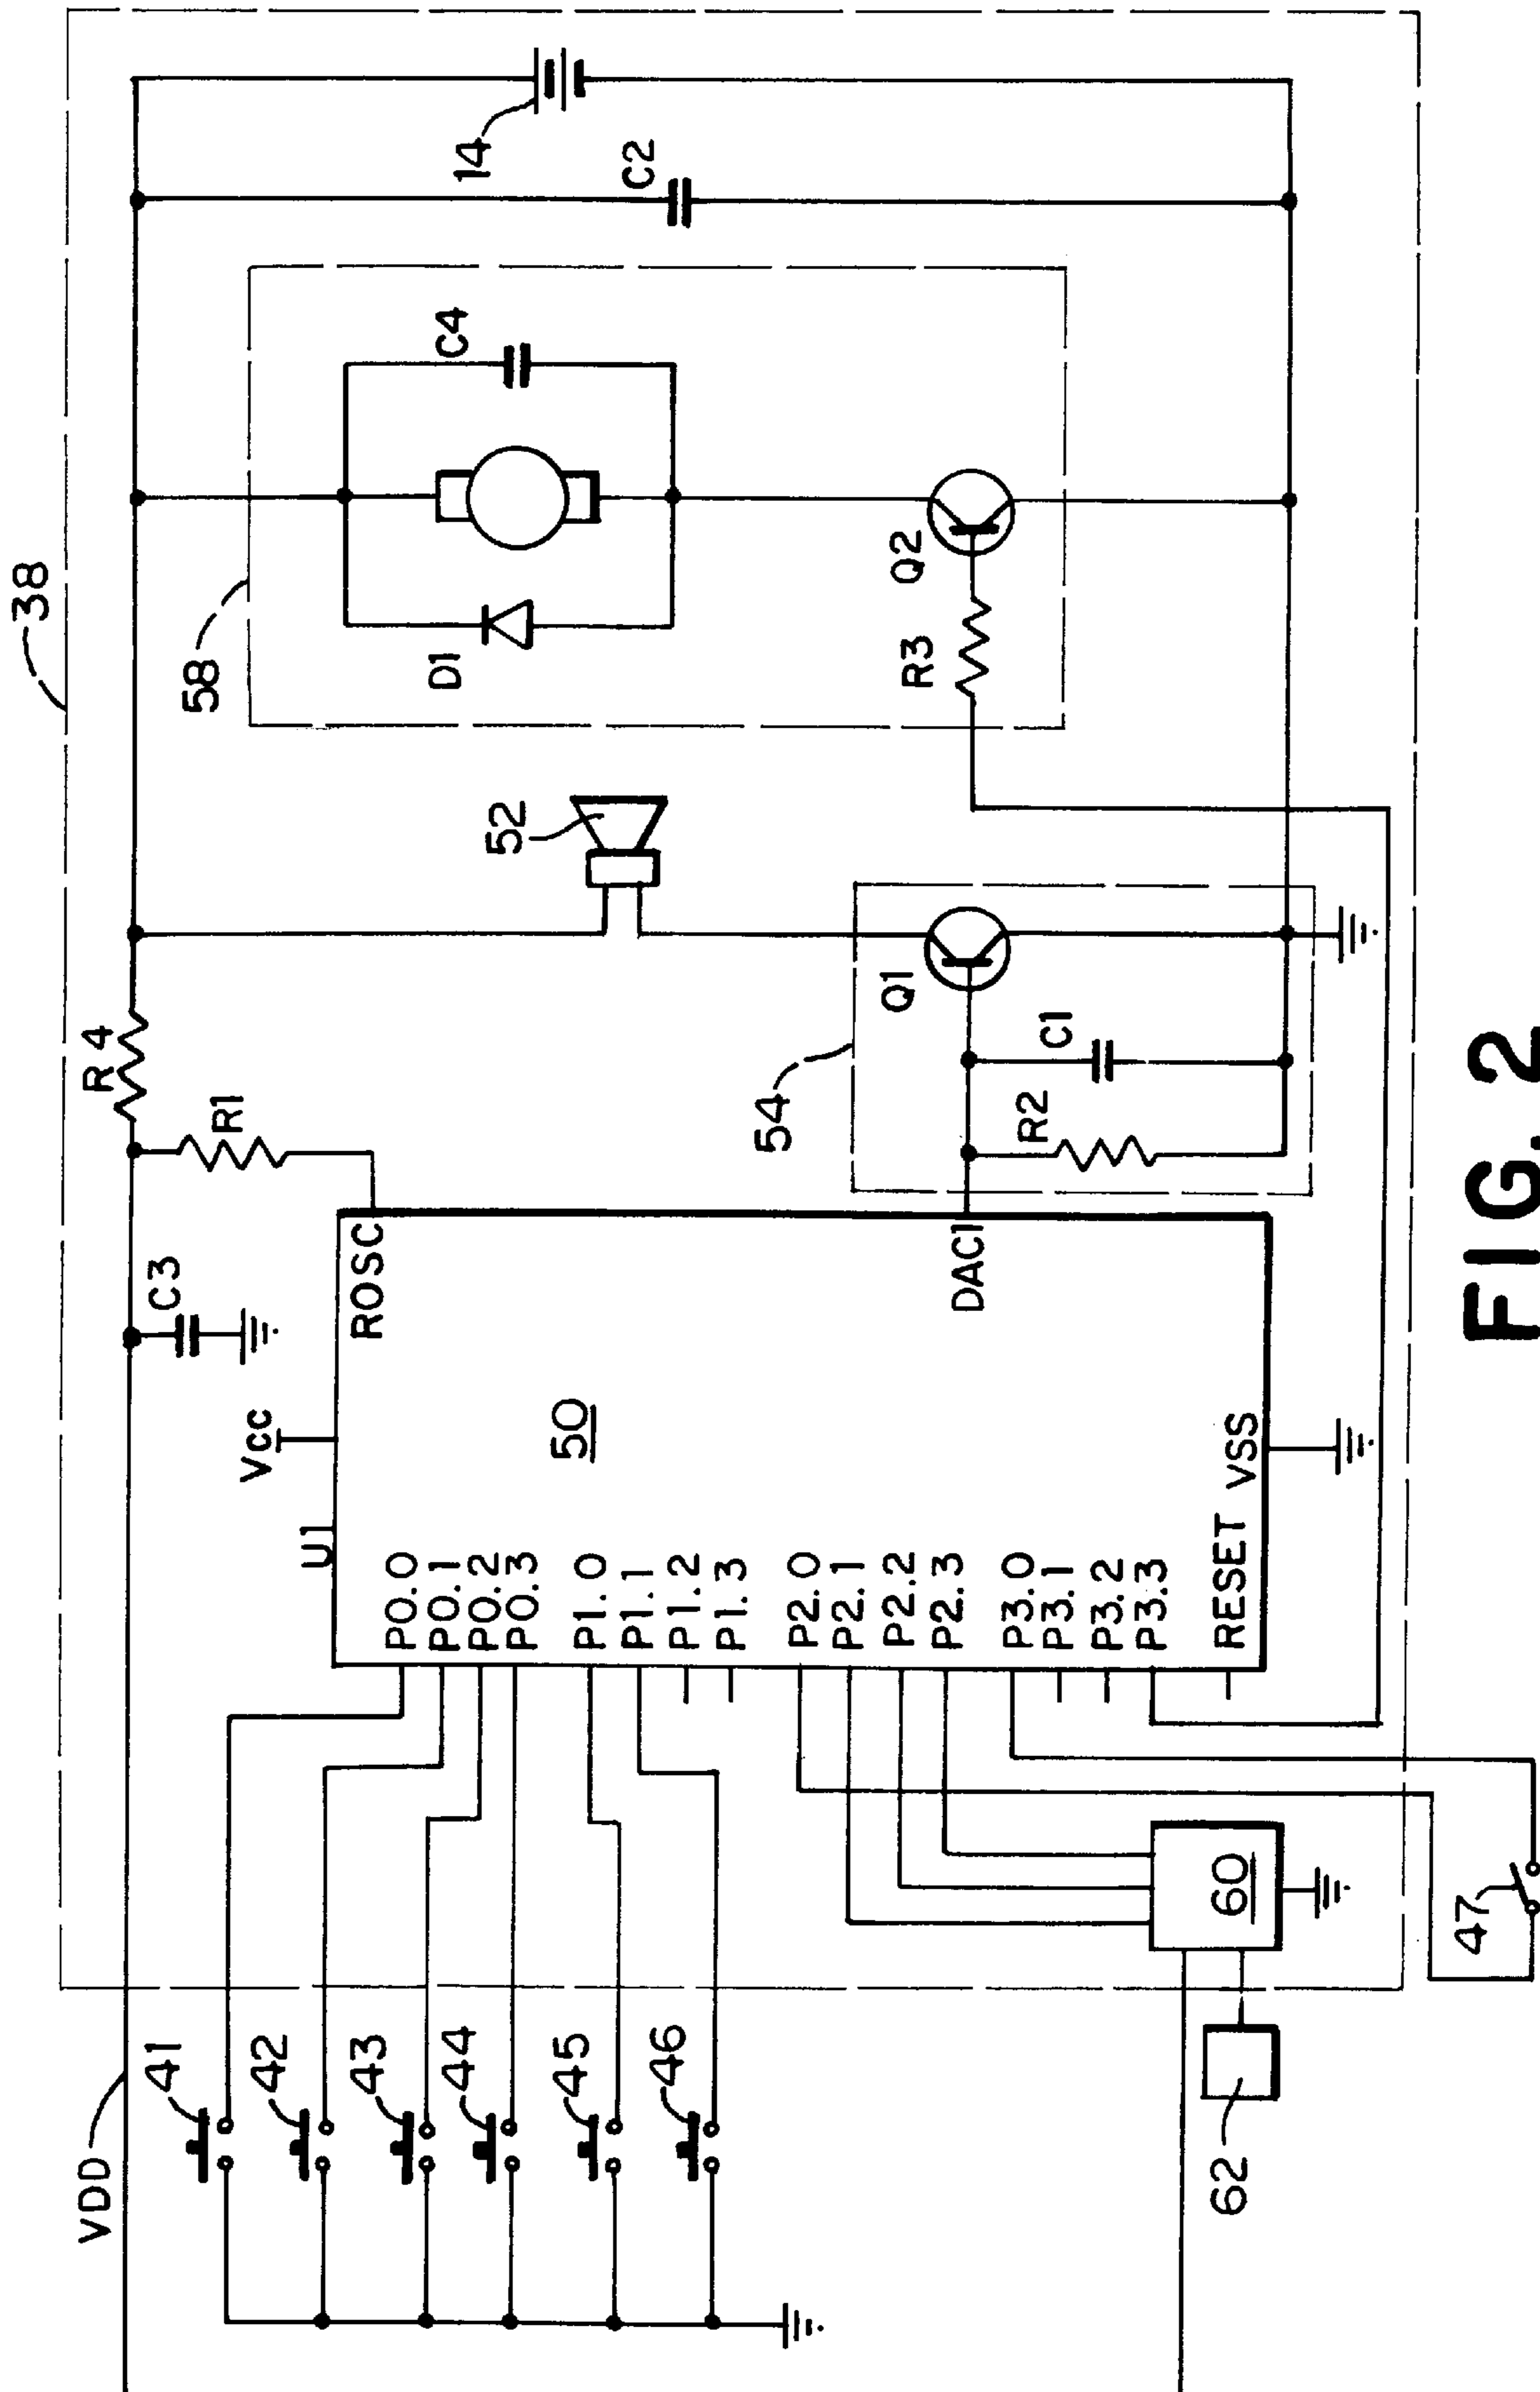 38
VDD
41
42
43
44
45
46
62
47
60
U1
Vcc
50
P0.0
P0.1
P0.2
P0.3
P1.0
P1.1
P1.2
P1.3
P2.0
P2.1
P2.2
P2.3
P3.0
P3.1
P3.2
P3.3
RESET
VSS
ROSC
DAC1
C3
R1
R4
54
R2
C1
Q1
52
58
D1
C4
R3
Q2
C2
14
FIG. 2